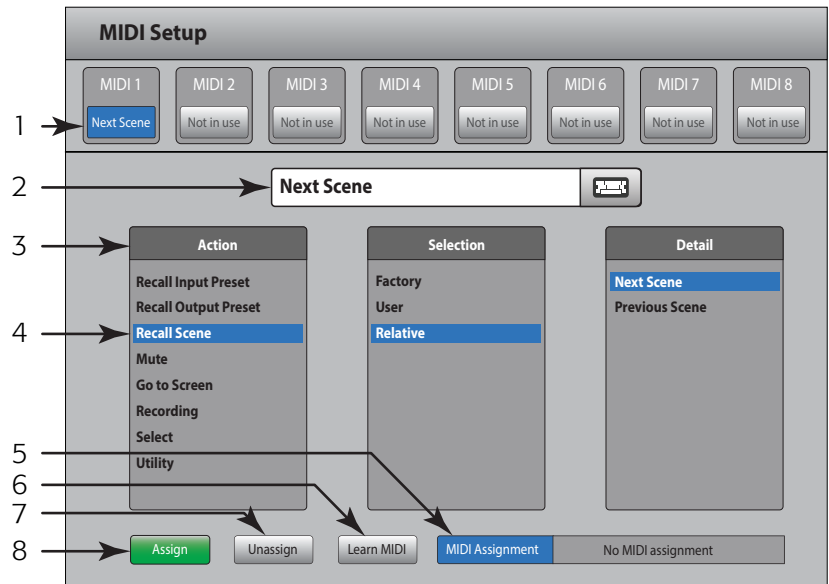 MIDI Setup
MIDI 1 MIDI 2 MIDI 3 MIDI 4 MIDI 5 MIDI 6 MIDI 7 MIDI 8
1 Next Scene Not in use Not in use Not in use Not in use Not in use Not in use Not in use
2 Next Scene
3 Action Selection Detail
Recall Input Preset Factory Next Scene
Recall Output Preset User Previous Scene
4 Recall Scene Relative
Mute
Go to Screen
Recording
Select
5
Utility
6
7
8 Assign Unassign Learn MIDI MIDI Assignment No MIDI assignment